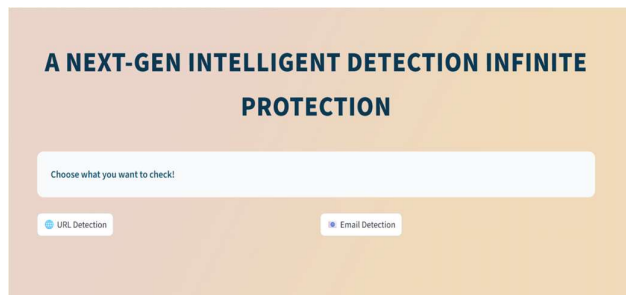 A NEXT-GEN INTELLIGENT DETECTION INFINITE
PROTECTION
Choose what you want to check!
URL Detection
Email Detection